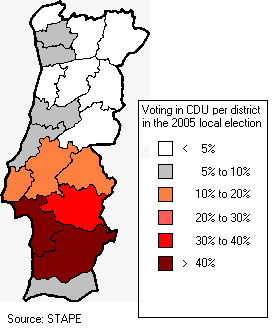 Voting in CDU per district
in the 2005 local election
< 5%
5% to 10%
10% to 20%
20% to 30%
30% to 40%
> 40%
Source: STAPE